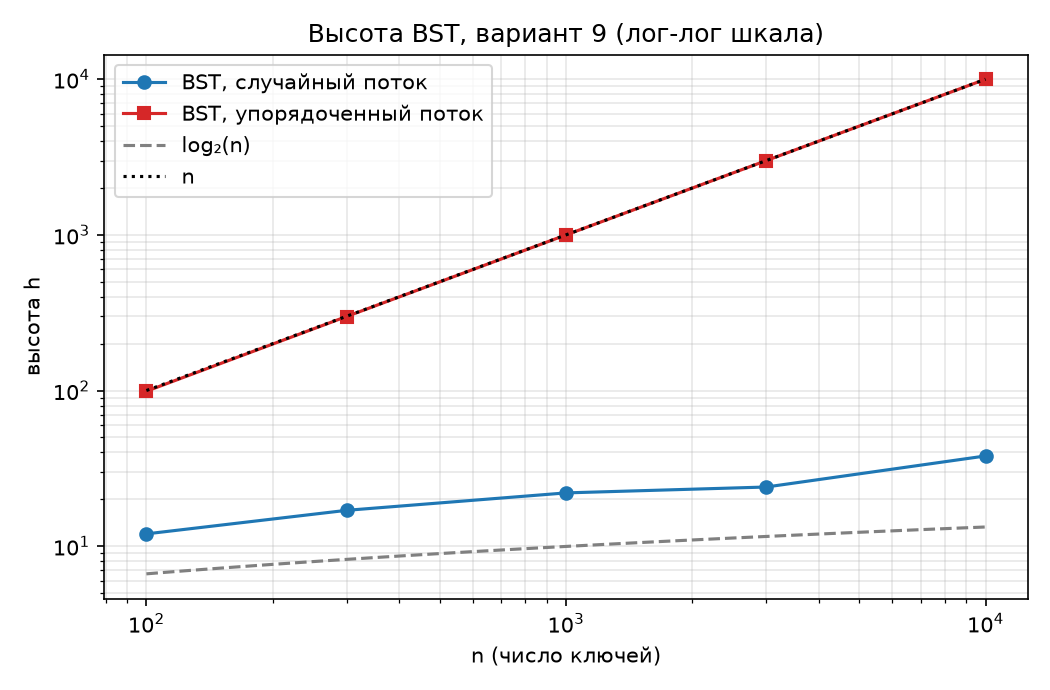 Высота BST, вариант 9 (лог-лог шкала)
BST, случайный поток
BST, упорядоченный поток
log₂(n)
n
высота h
10⁴
10³
10²
10¹
10² 10³ 10⁴
n (число ключей)